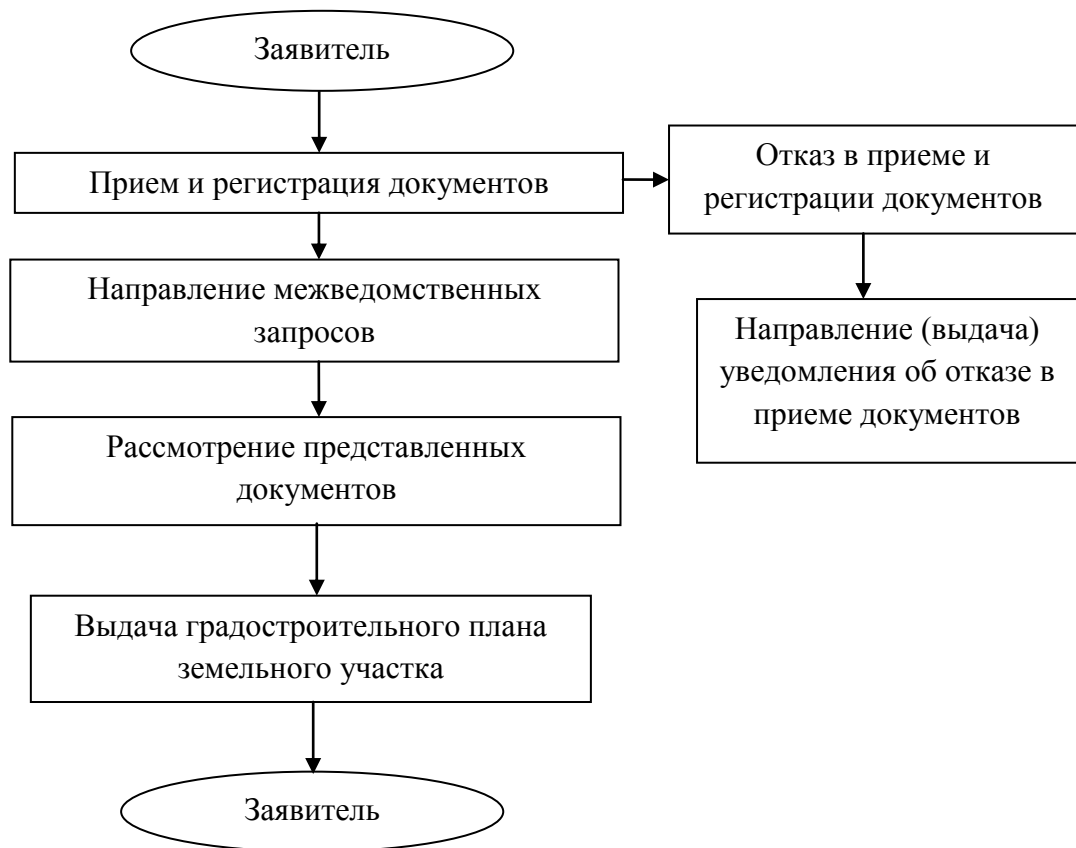 Заявитель
Прием и регистрация документов
Отказ в приеме и
регистрации документов
Направление межведомственных
запросов
Направление (выдача)
уведомления об отказе в
приеме документов
Рассмотрение представленных
документов
Выдача градостроительного плана
земельного участка
Заявитель